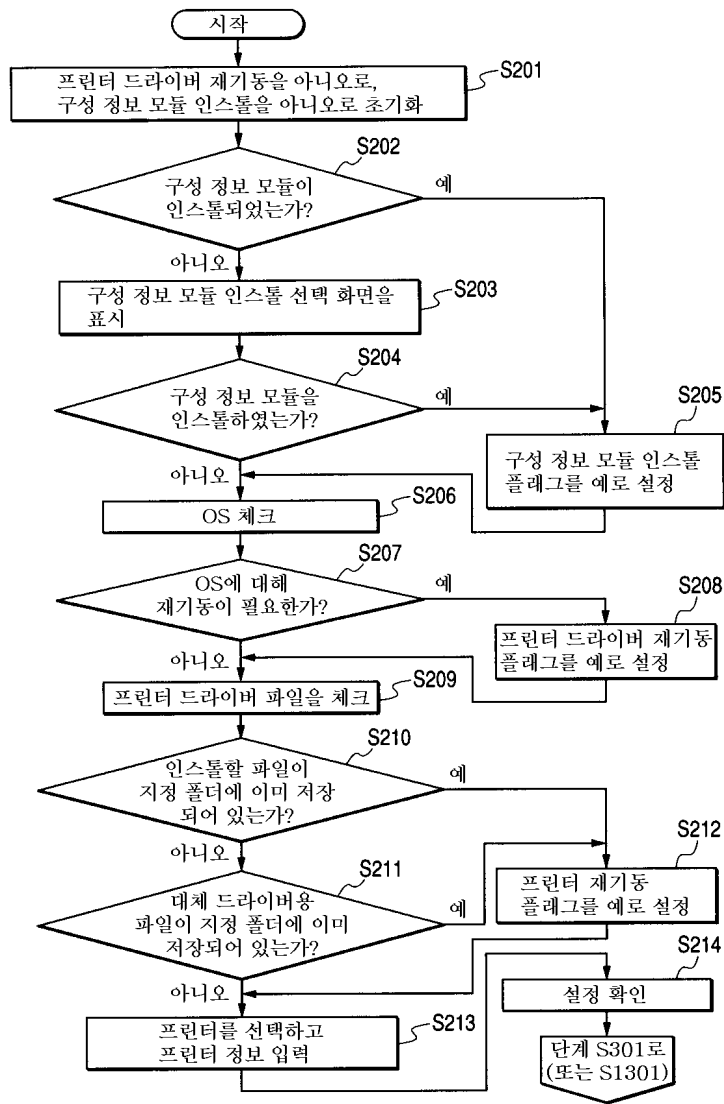 시작
프린터 드라이버 재기동을 아니오로,
구성 정보 모듈 인스톨을 아니오로 초기화
S201
S202
구성 정보 모듈이
인스톨되었는가?
예
아니오
구성 정보 모듈 인스톨 선택 화면을
표시
S203
S204
구성 정보 모듈을
인스톨하였는가?
예
아니오
S205
구성 정보 모듈 인스톨
플래그를 예로 설정
S206
OS 체크
S207
OS에 대해
재기동이 필요한가?
예
아니오
S208
프린터 드라이버 재기동
플래그를 예로 설정
S209
프린터 드라이버 파일을 체크
S210
인스톨할 파일이
지정 폴더에 이미 저장
되어 있는가?
예
아니오
S211
대체 드라이버용
파일이 지정 폴더에 이미
저장되어 있는가?
예
아니오
S212
프린터 재기동
플래그를 예로 설정
S213
프린터를 선택하고
프린터 정보 입력
S214
설정 확인
단계 S301로
(또는 S1301)